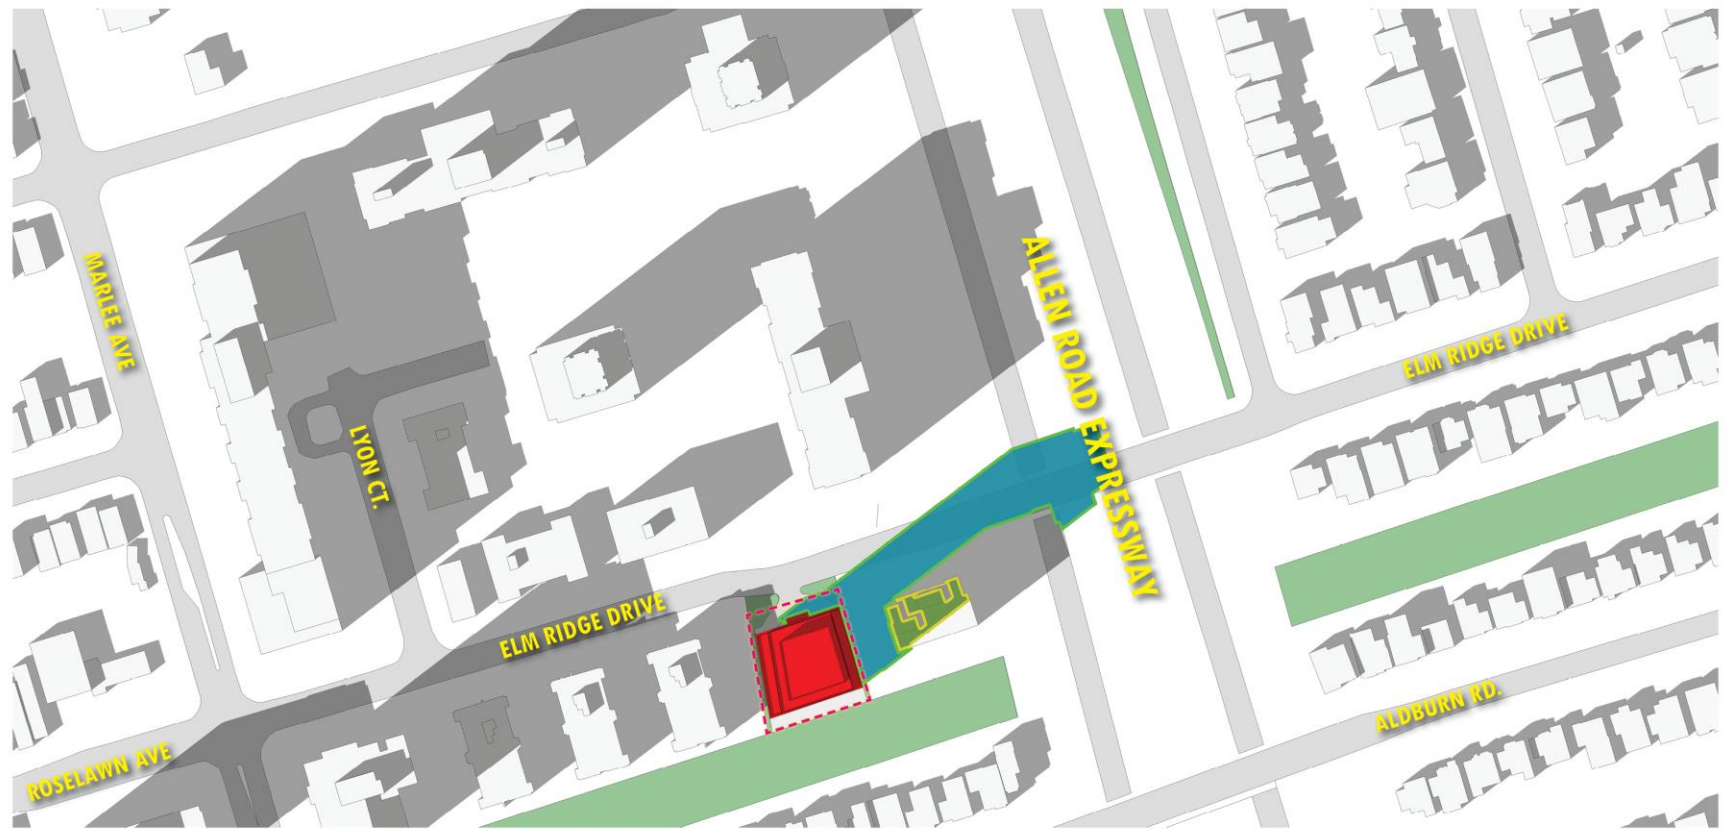 MARLEE AVE
ALLEN ROAD EXPRESSWAY
ELM RIDGE DRIVE
LYON CT.
ELM RIDGE DRIVE
ALDBURN RD.
ROSELAWN AVE